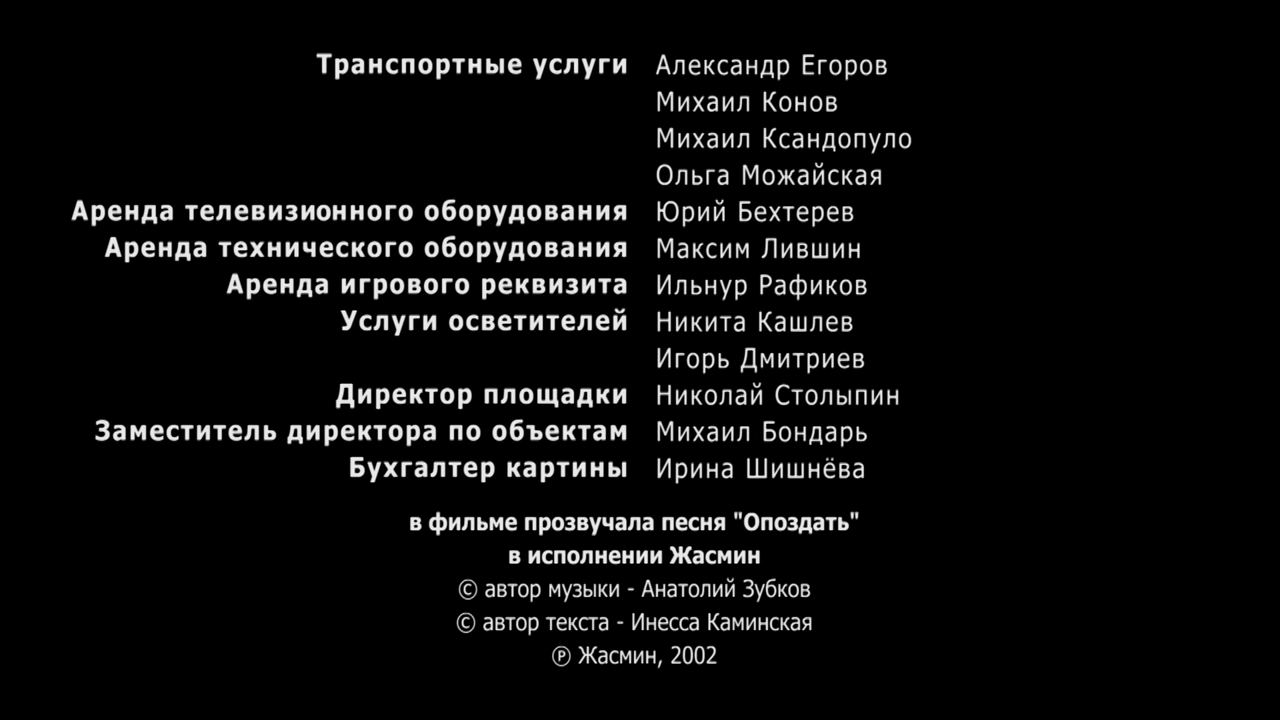 Транспортные услуги Александр Егоров
Михаил Конов
Михаил Ксандопуло
Ольга Можайская
Аренда телевизионного оборудования Юрий Бехтерев
Аренда технического оборудования Максим Лившин
Аренда игрового реквизита Ильнур Рафиков
Услуги осветителей Никита Кашлев
Игорь Дмитриев
Директор площадки Николай Столыпин
Заместитель директора по объектам Михаил Бондарь
Бухгалтер картины Ирина Шишнёва
в фильме прозвучала песня "Опоздать"
в исполнении Жасмин
© автор музыки - Анатолий Зубков
© автор текста - Инесса Каминская
℗ Жасмин, 2002